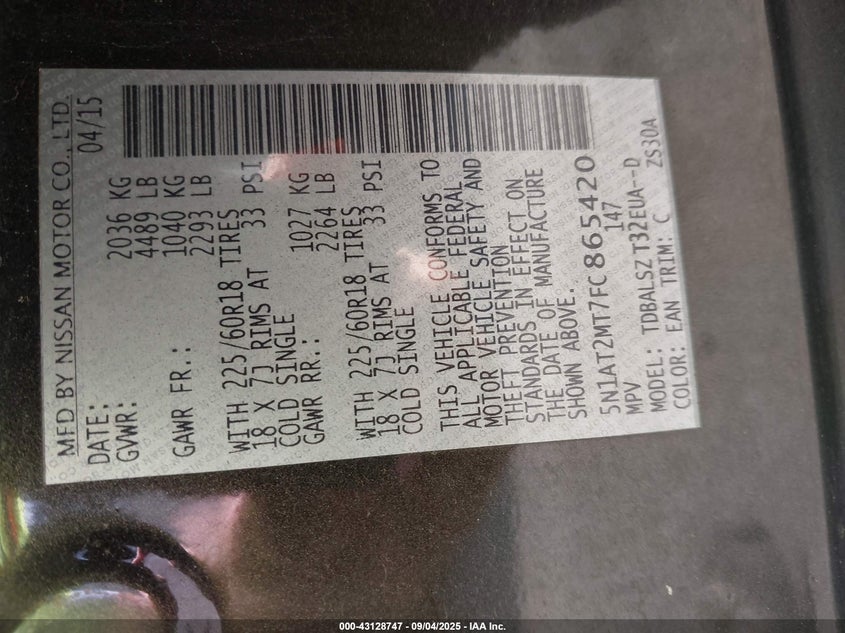 MFD BY NISSAN MOTOR CO., LTD
DATE: 04/15
GVWR: 2036 KG
4489 LB
GAWR FR.: 1040 KG
2293 LB
WITH 225/60R18 TIRES
18 X 7J RIMS AT 33 PSI
COLD SINGLE
GAWR RR.: 1027 KG
2264 LB
WITH 225/60R18 TIRES
18 X 7J RIMS AT 33 PSI
COLD SINGLE
THIS VEHICLE CONFORMS TO
ALL APPLICABLE FEDERAL
MOTOR VEHICLE SAFETY AND
THEFT PREVENTION
STANDARDS IN EFFECT ON
THE DATE OF MANUFACTURE
SHOWN ABOVE.
5N1AT2MT7FC865420
MPV 147
MODEL: TDBALSZ T32EUA--D
COLOR: EAN TRIM: C ZS30A
000-43128747 - 09/04/2025 - IAA Inc.